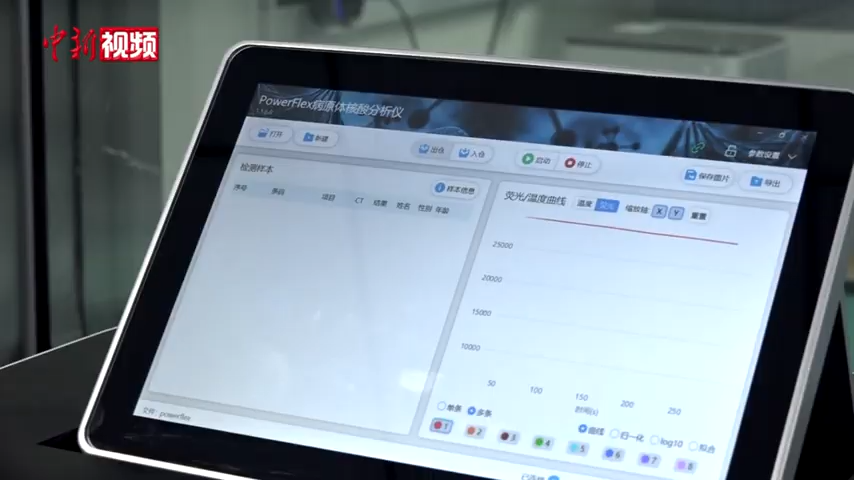 中新视频
PowerFlex病原体核酸分析仪
打开 新建 出仓 入仓 启动 停止 参数设置
保存图片 导出
检测样本 样本信息
序号 条码 项目 CT 结果 姓名 性别 年龄
荧光/温度曲线 温度 荧光 缩放轴: X Y 重置
25000
20000
15000
10000
50 100 150 200 250
时间(s)
单条 多条
曲线 归一化 log10 拟合
1 2 3 4 5 6 7 8
文件: powerflex